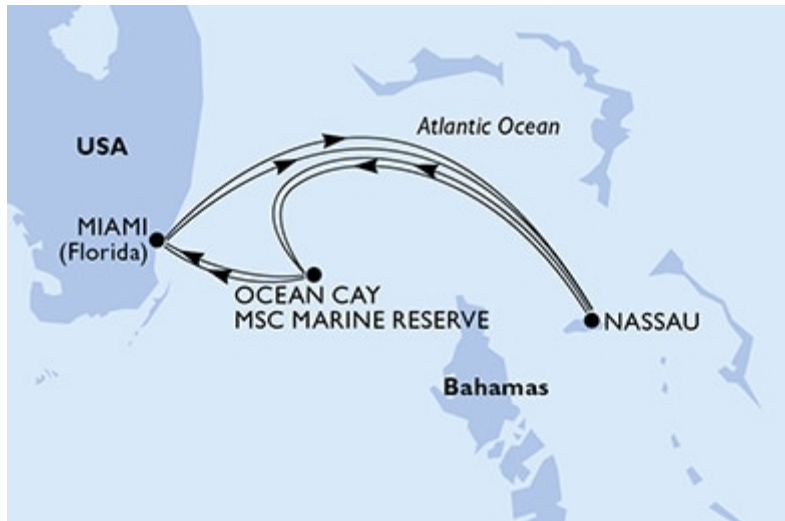 Atlantic Ocean
USA
MIAMI
(Florida)
OCEAN CAY
MSC MARINE RESERVE
NASSAU
Bahamas